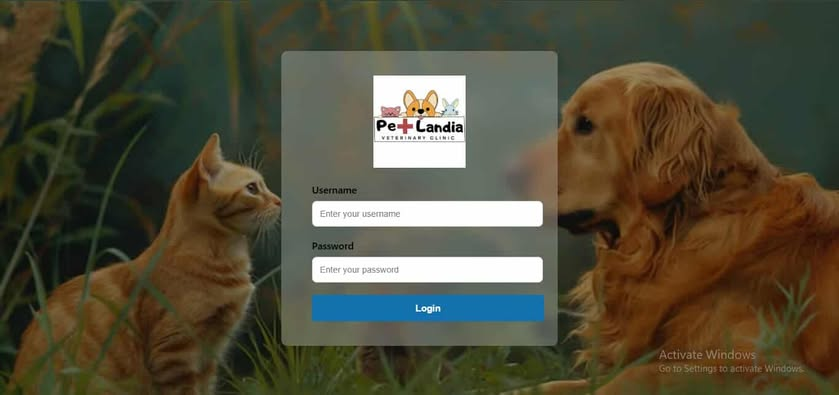 Pe+Landia
VETERINARY CLINIC
Username
Enter your username
Password
Enter your password
Login
Activate Windows
Go to Settings to activate Windows.